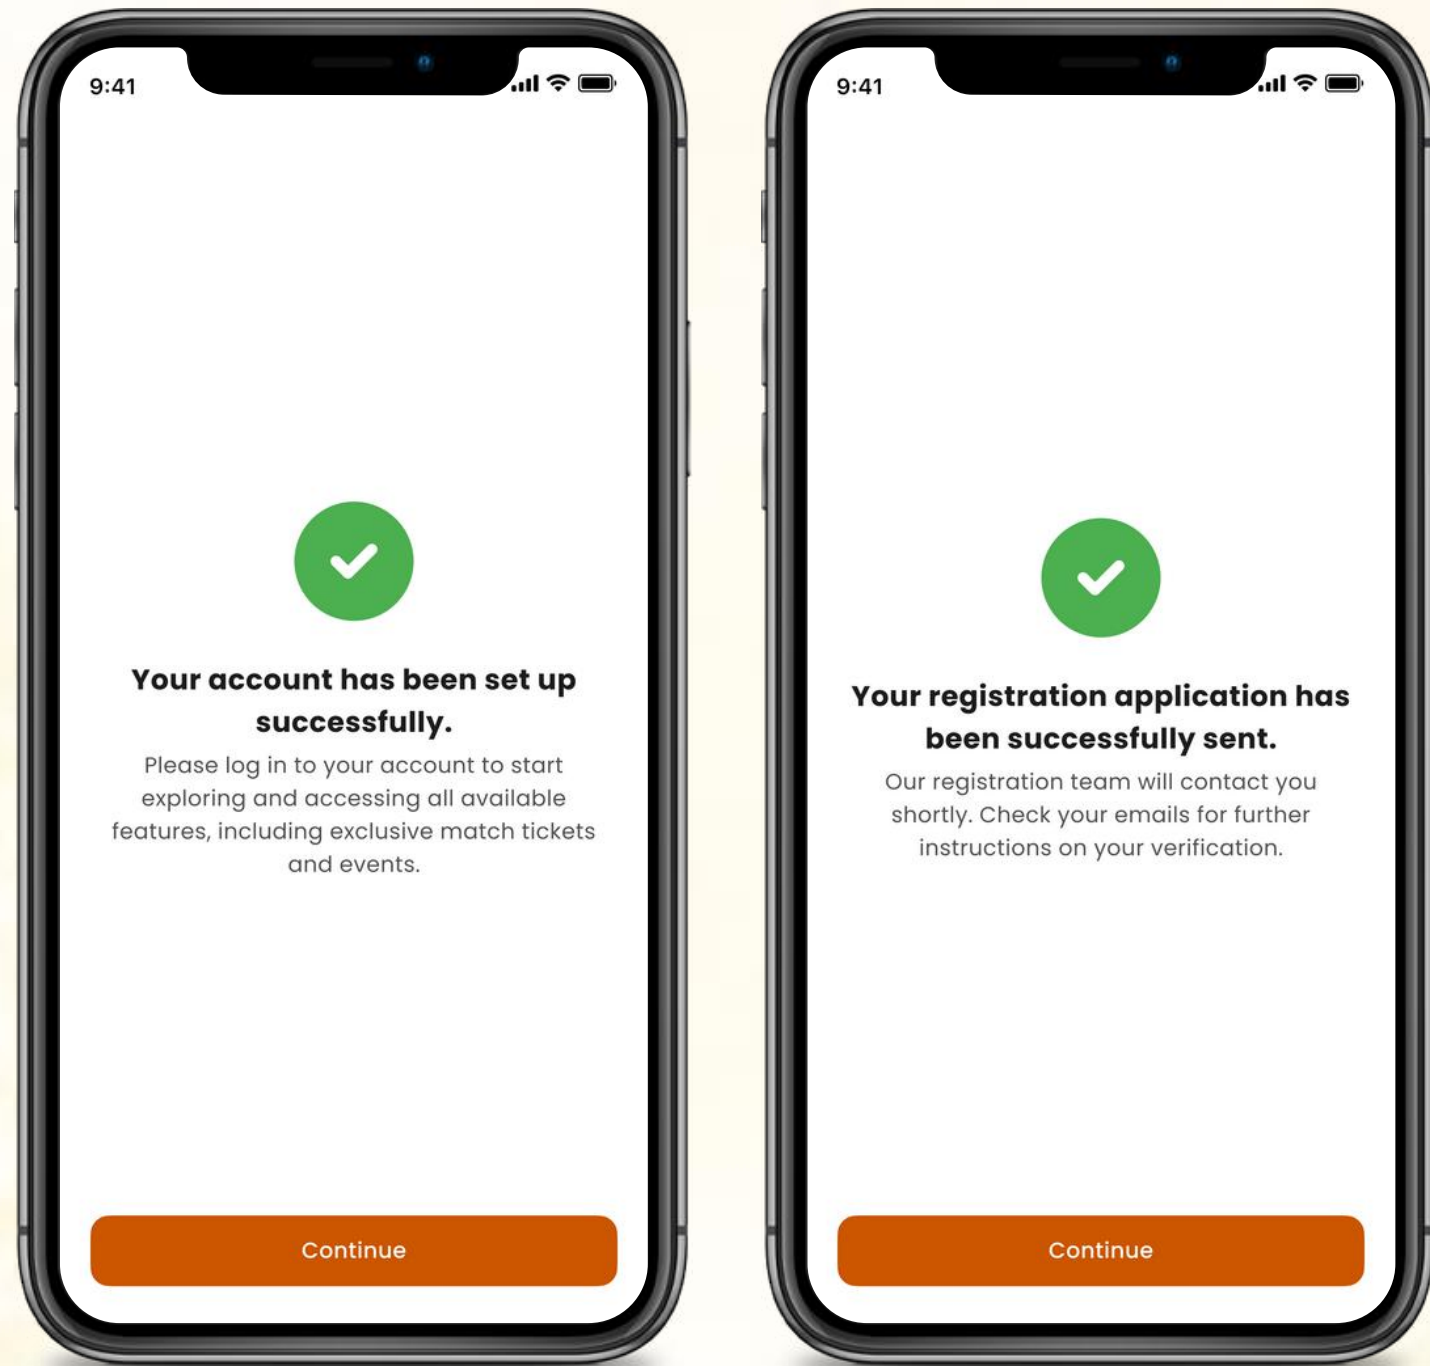 9:41
Your account has been set up
successfully.
Please log in to your account to start
exploring and accessing all available
features, including exclusive match tickets
and events.
Continue
9:41
Your registration application has
been successfully sent.
Our registration team will contact you
shortly. Check your emails for further
instructions on your verification.
Continue